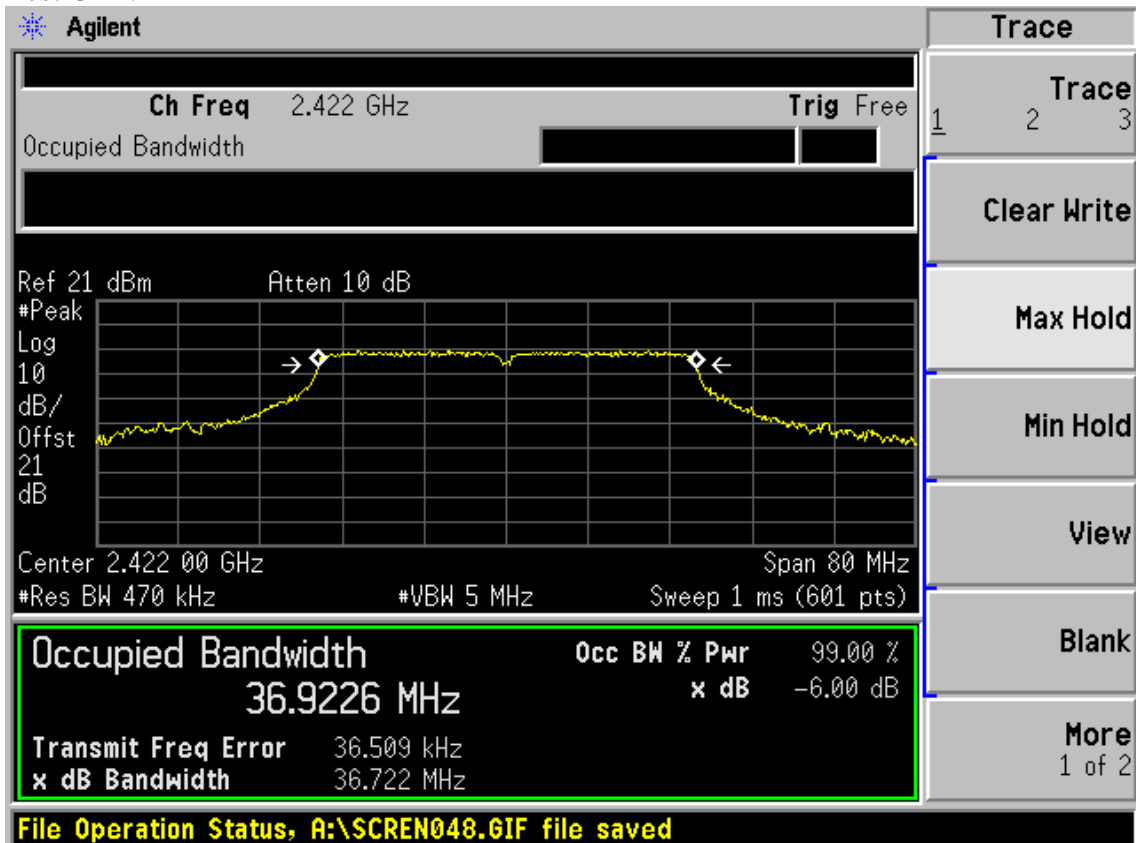 Agilent
Trace
Ch Freq 2.422 GHz Trig Free
Occupied Bandwidth
Trace
1 2 3
Clear Write
Max Hold
Min Hold
View
Blank
More
1 of 2
Ref 21 dBm Atten 10 dB
#Peak
Log
10
dB/
Offst
21
dB
Center 2.422 00 GHz Span 80 MHz
#Res BW 470 kHz #VBW 5 MHz Sweep 1 ms (601 pts)
Occupied Bandwidth Occ BW % Pwr 99.00 %
36.9226 MHz x dB -6.00 dB
Transmit Freq Error 36.509 kHz
x dB Bandwidth 36.722 MHz
File Operation Status, A:\SCREN048.GIF file saved